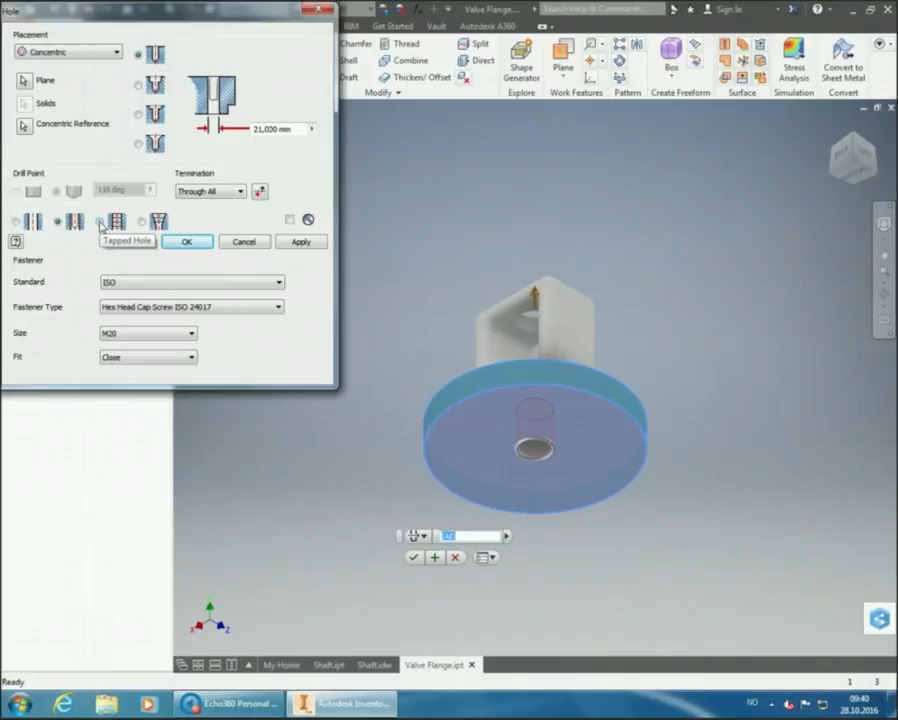 Hole
Valve Flange...
Search Help & Commands...
Sign In
BIM
Get Started
Vault
Autodesk A360
Placement
Concentric
Plane
Solids
Concentric Reference
21,000 mm
Chamfer
Thread
Split
Shell
Combine
Direct
Draft
Thicken/ Offset
Modify
Shape
Generator
Explore
Plane
Work Features
Pattern
Box
Create Freeform
Surface
Stress
Analysis
Simulation
Convert to
Sheet Metal
Convert
Drill Point
118 deg
Termination
Through All
Tapped Hole
OK
Cancel
Apply
Fastener
Standard
ISO
Fastener Type
Hex Head Cap Screw ISO 24017
Size
M20
Fit
Close
X
Z
My Home
Shaft.ipt
Shaft.idw
Valve Flange.ipt
Ready
1
3
Echo360 Personal ...
Autodesk Invento...
NO
09:40
28.10.2016